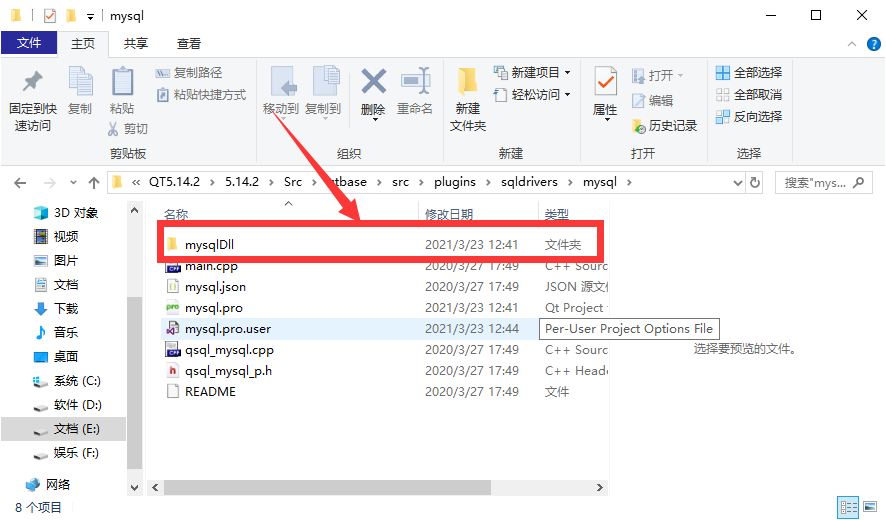 mysql
文件 主页 共享 查看
固定到快速访问
复制
粘贴
复制路径
粘贴快捷方式
剪切
剪贴板
移动到
复制到
删除
重命名
组织
新建文件夹
新建项目
轻松访问
新建
属性
打开
编辑
历史记录
打开
全部选择
全部取消
反向选择
选择
« QT5.14.2 > 5.14.2 > Src > qtbase > src > plugins > sqldrivers > mysql >
搜索"mys...
3D 对象
视频
图片
文档
下载
音乐
桌面
系统 (C:)
软件 (D:)
文档 (E:)
娱乐 (F:)
网络
名称 修改日期 类型
mysqlDll 2021/3/23 12:41 文件夹
main.cpp 2020/3/27 17:49 C++ Sourc
mysql.json 2020/3/27 17:49 JSON 源文件
mysql.pro 2021/3/23 12:41 Qt Project
mysql.pro.user 2021/3/23 12:44 Per-User Project Options File
qsql_mysql.cpp 2020/3/27 17:49 C++ Sourc
qsql_mysql_p.h 2020/3/27 17:49 C++ Heade
README 2020/3/27 17:49 文件
选择要预览的文件。
8 个项目